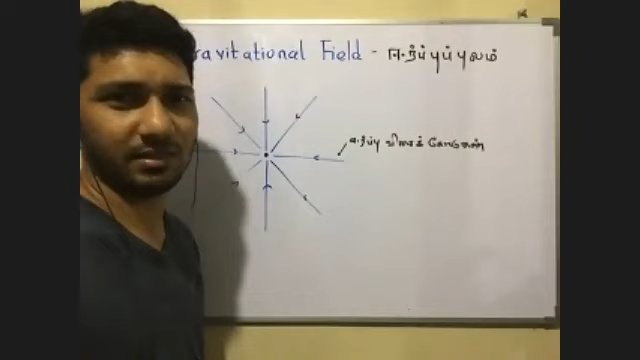 ravitational Field - ஈர்ப்புப்புலம்
ஈர்ப்பு விசைக் கோடுகள்